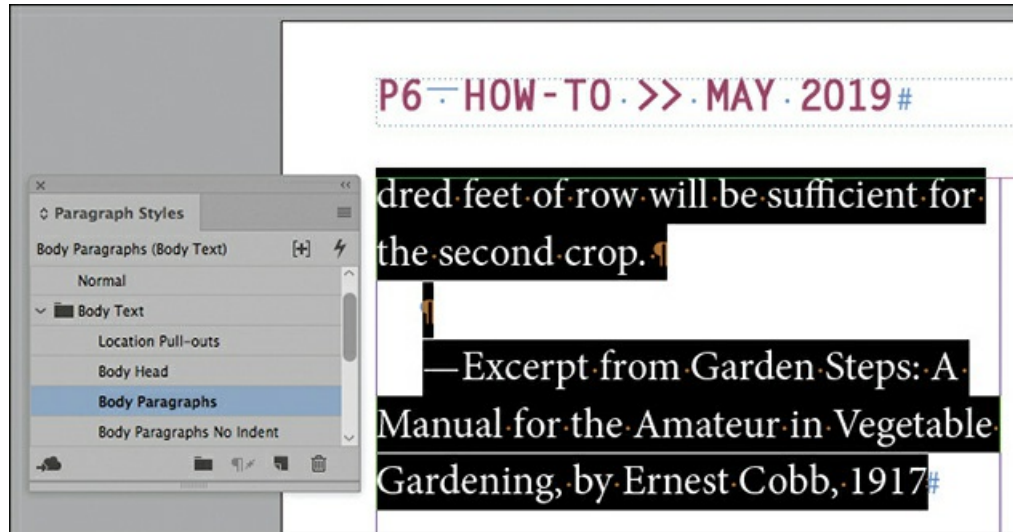 P6 — HOW-TO >> MAY 2019#
Paragraph Styles
Body Paragraphs (Body Text)
[+]
Normal
Body Text
Location Pull-outs
Body Head
Body Paragraphs
Body Paragraphs No Indent
dred feet of row will be sufficient for
the second crop. ¶
¶
—Excerpt from Garden Steps: A
Manual for the Amateur in Vegetable
Gardening, by Ernest Cobb, 1917#